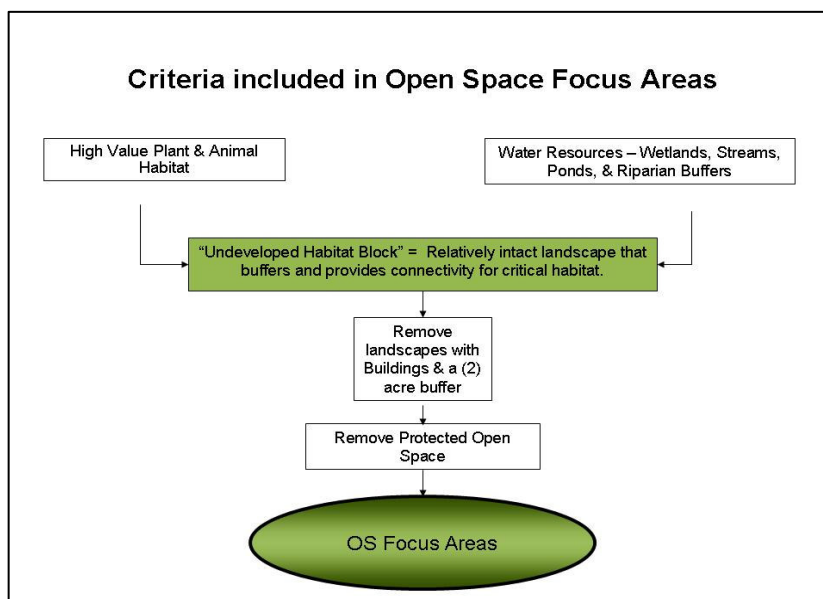 Criteria included in Open Space Focus Areas
High Value Plant & Animal
Habitat
Water Resources – Wetlands, Streams,
Ponds, & Riparian Buffers
“Undeveloped Habitat Block” = Relatively intact landscape that
buffers and provides connectivity for critical habitat.
Remove
landscapes with
Buildings & a (2)
acre buffer
Remove Protected Open
Space
OS Focus Areas